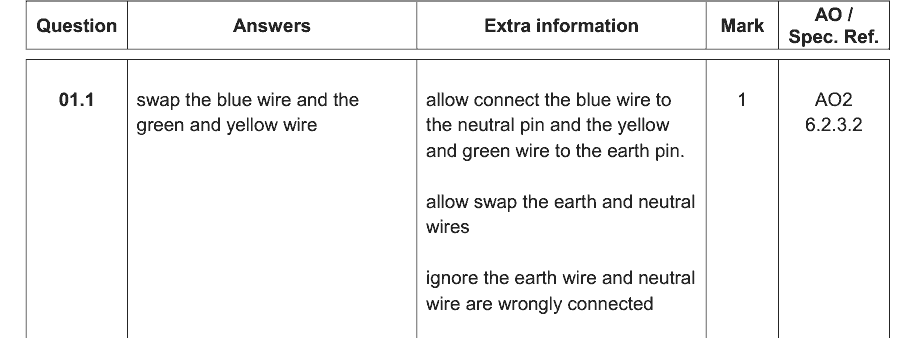 Question Answers Extra information Mark AO /
Spec. Ref.
01.1 swap the blue wire and the allow connect the blue wire to 1 AO2
green and yellow wire the neutral pin and the yellow 6.2.3.2
and green wire to the earth pin.
allow swap the earth and neutral
wires
ignore the earth wire and neutral
wire are wrongly connected